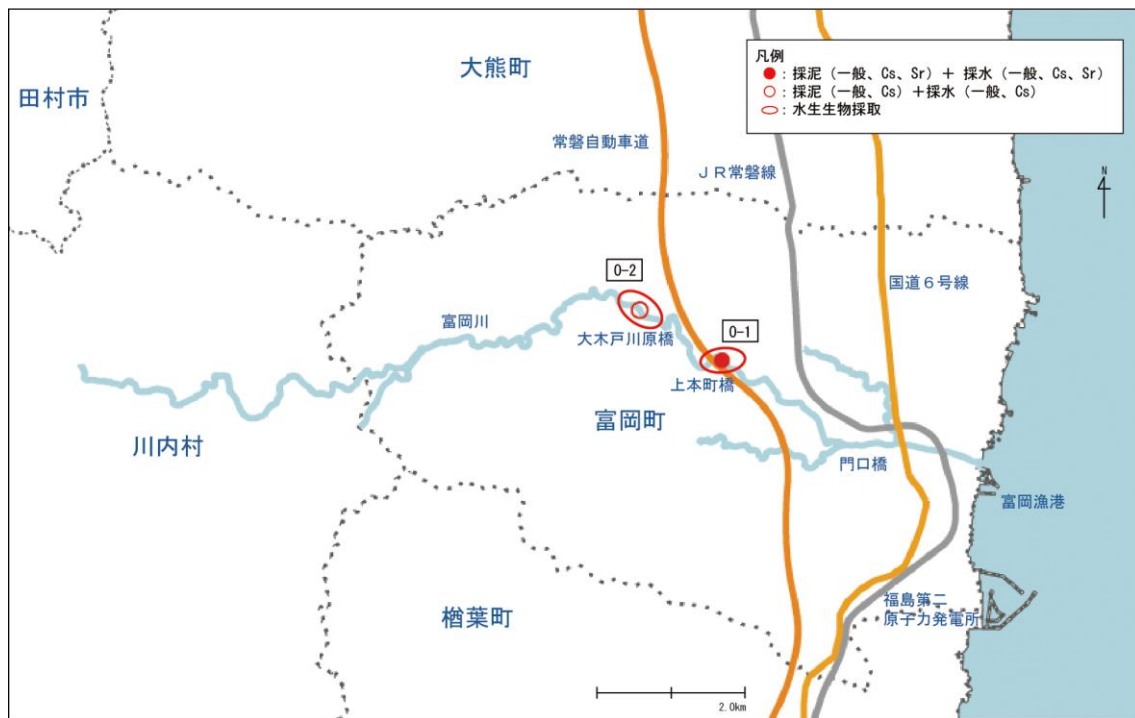 凡例
●：採泥（一般、Cs、Sr）＋ 採水（一般、Cs、Sr）
○：採泥（一般、Cs）＋採水（一般、Cs）
：水生生物採取
大熊町
田村市
常磐自動車道
ＪＲ常磐線
O-2
国道６号線
富岡川
大木戸川原橋
O-1
上本町橋
富岡町
川内村
門口橋
富岡漁港
福島第二
原子力発電所
楢葉町
2.0km